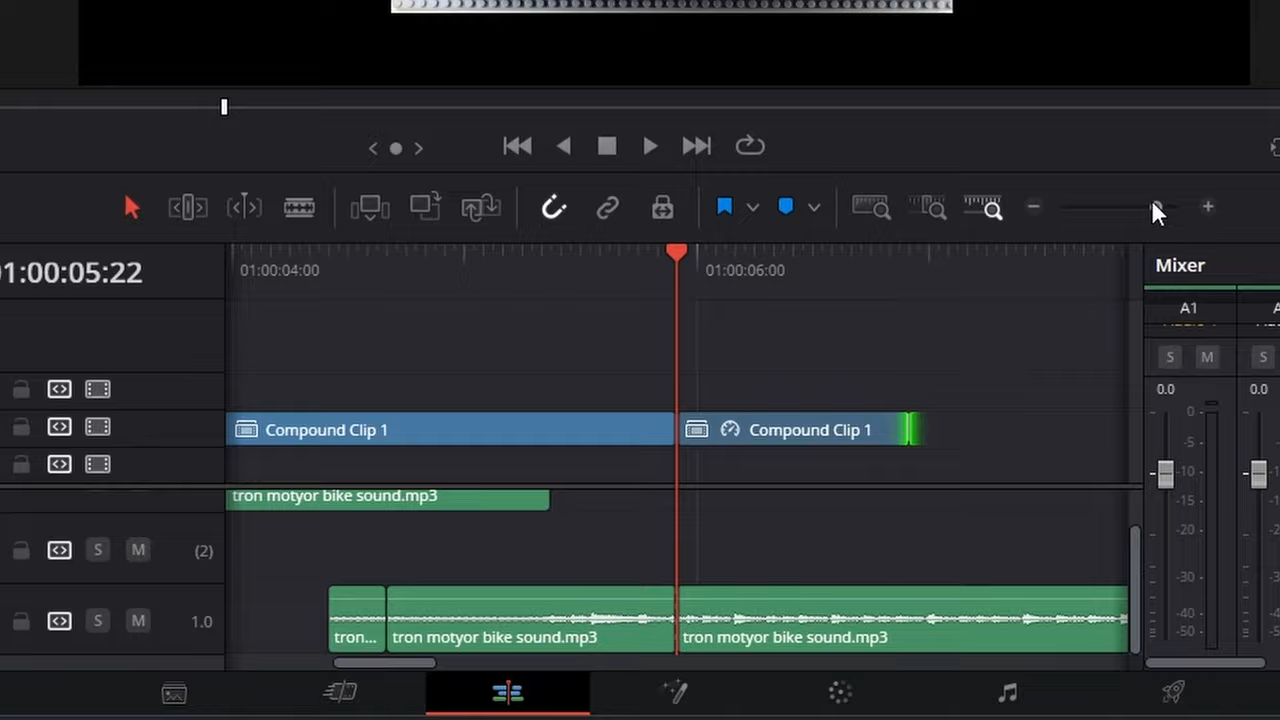 01:00:05:22
01:00:04:00
01:00:06:00
Mixer
A1
S M S
0.0 0.0
Compound Clip 1
Compound Clip 1
0
-5
-10
-15
-20
-30
-40
-50
tron motyor bike sound.mp3
S M (2)
S M 1.0
tron...
tron motyor bike sound.mp3
tron motyor bike sound.mp3